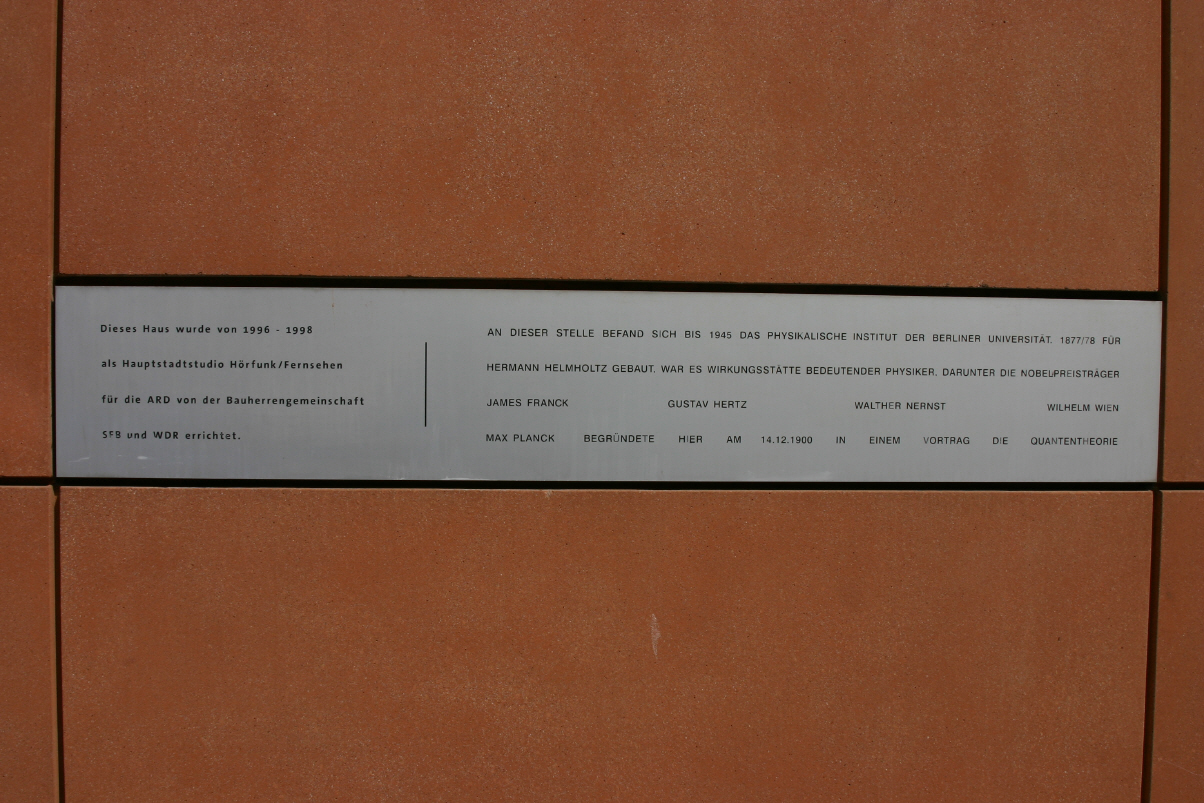 Dieses Haus wurde von 1996 - 1998
als Hauptstadtstudio Hörfunk/Fernsehen
für die ARD von der Bauherrengemeinschaft
SFB und WDR errichtet.
AN DIESER STELLE BEFAND SICH BIS 1945 DAS PHYSIKALISCHE INSTITUT DER BERLINER UNIVERSITÄT. 1877/78 FÜR
HERMANN HELMHOLTZ GEBAUT, WAR ES WIRKUNGSSTÄTTE BEDEUTENDER PHYSIKER, DARUNTER DIE NOBELPREISTRÄGER
JAMES FRANCK GUSTAV HERTZ WALTHER NERNST WILHELM WIEN
MAX PLANCK BEGRÜNDETE HIER AM 14.12.1900 IN EINEM VORTRAG DIE QUANTENTHEORIE